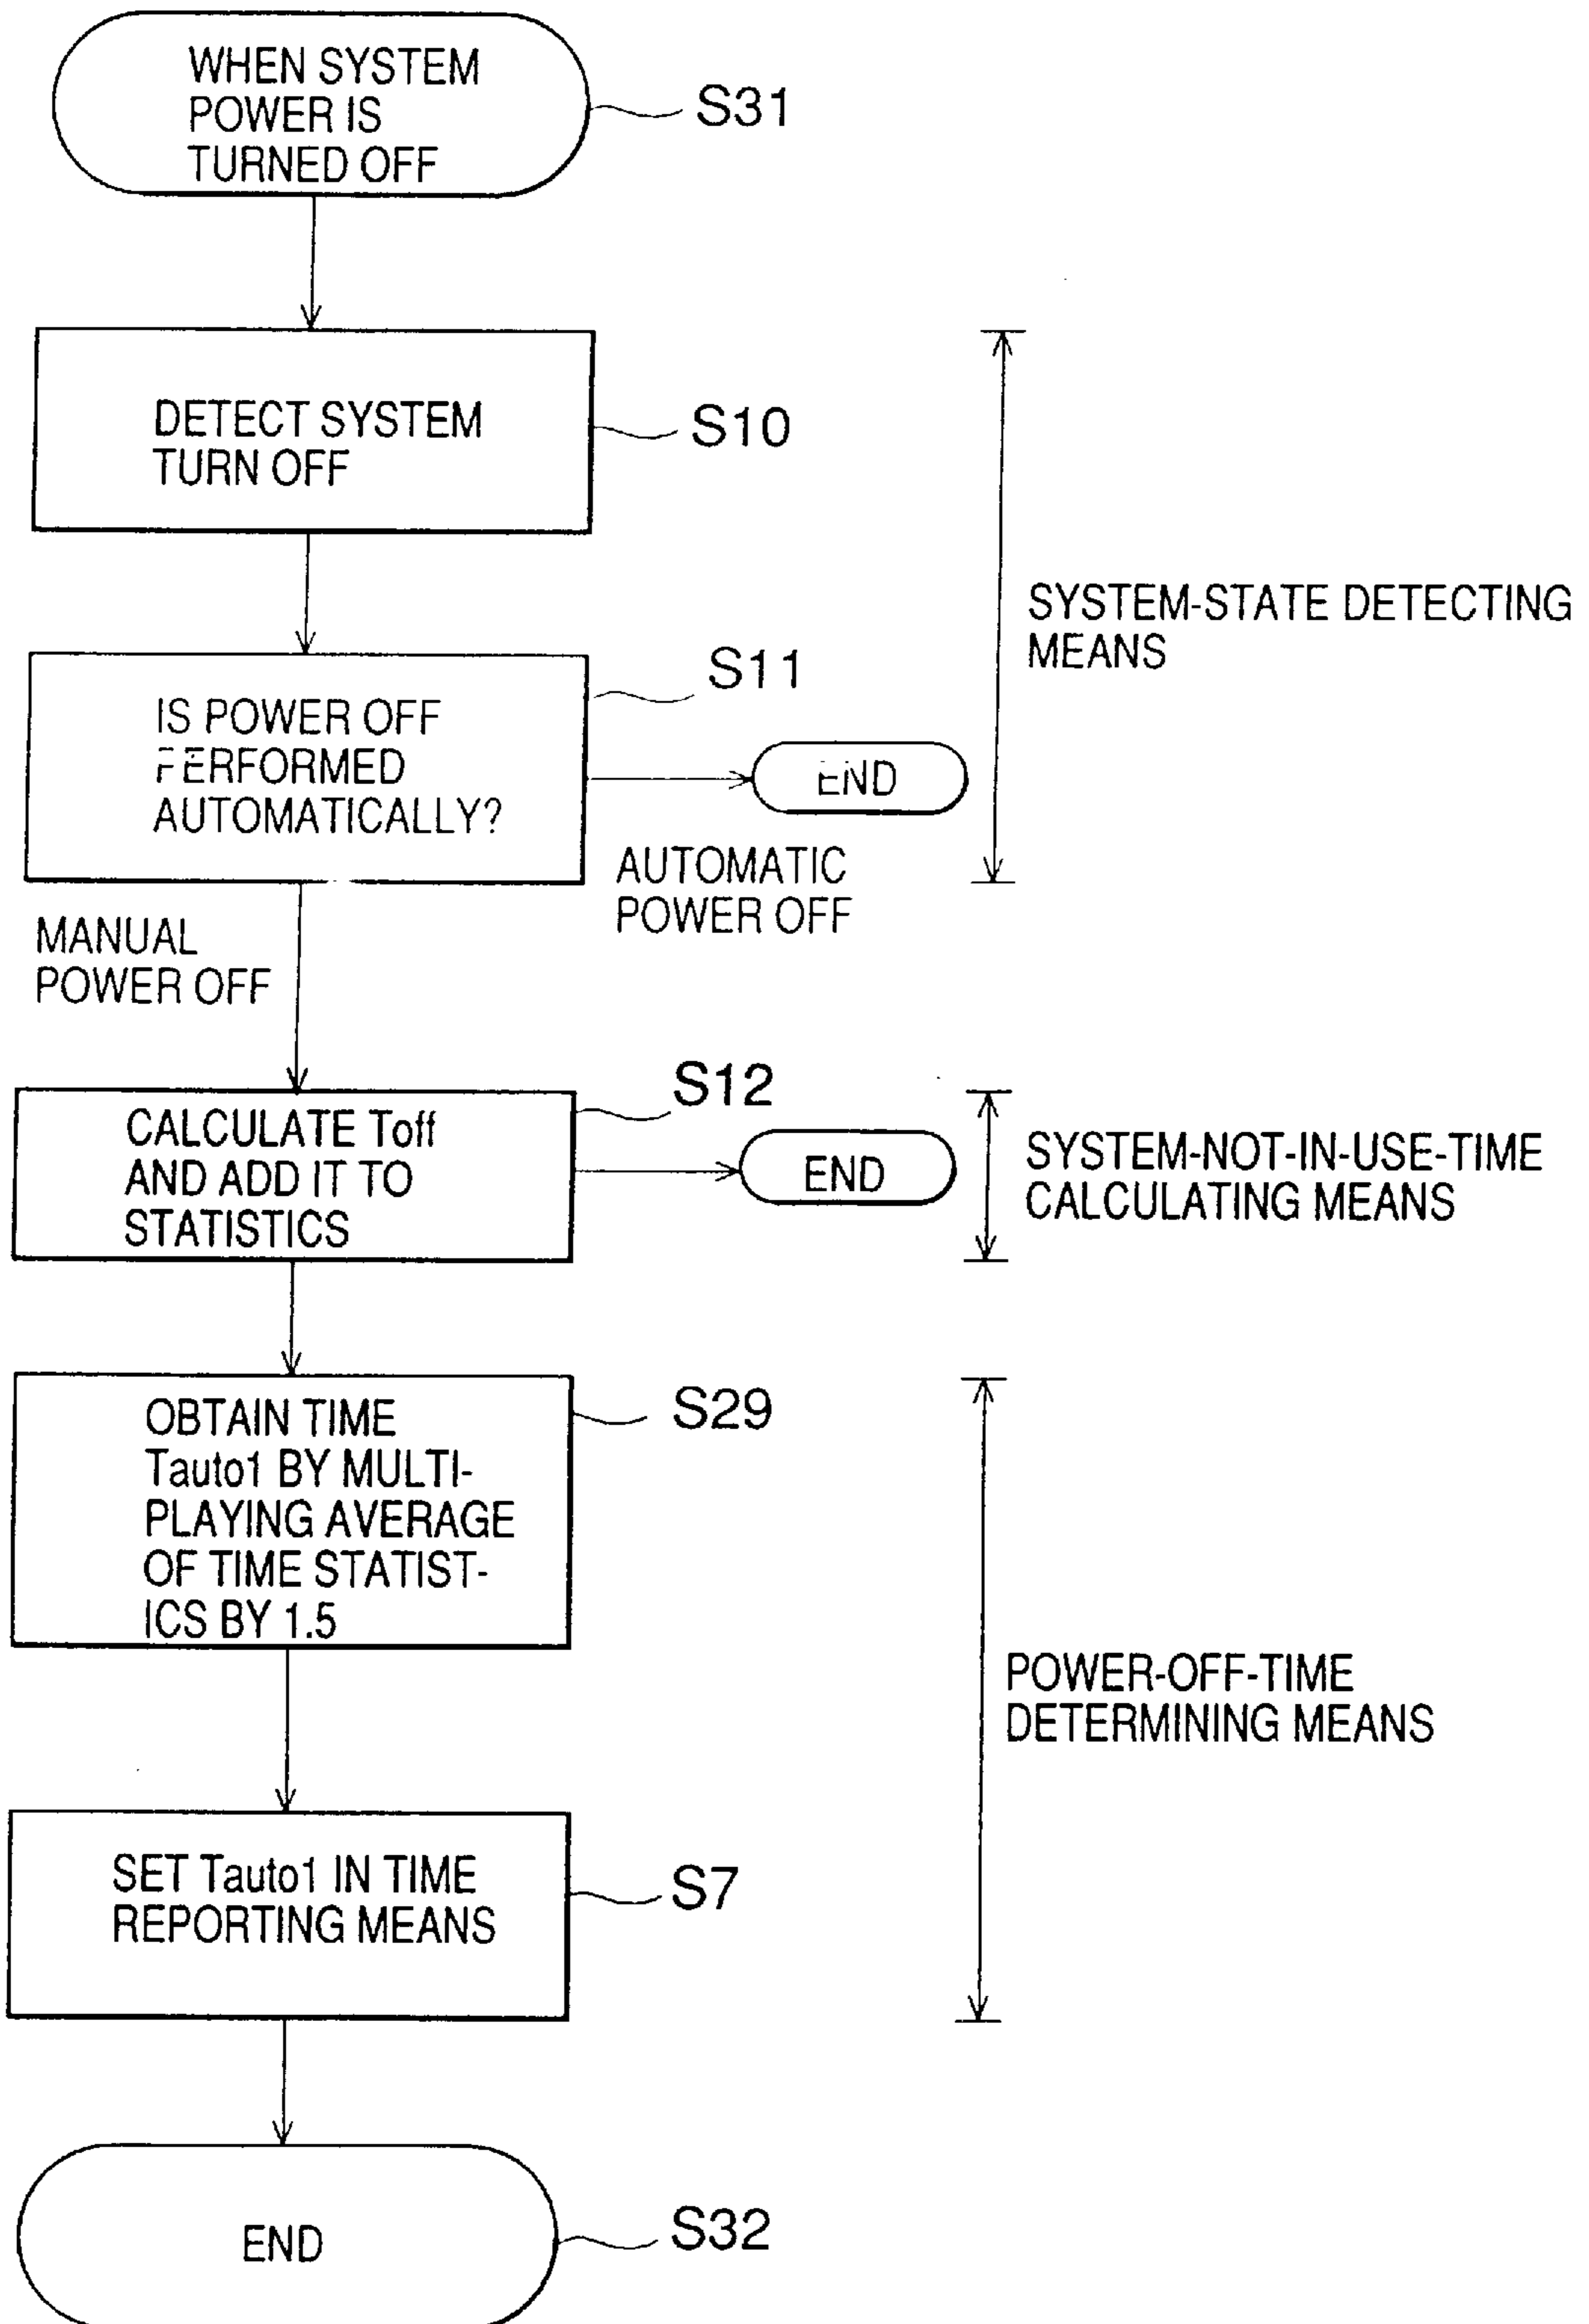 WHEN SYSTEM
POWER IS
TURNED OFF
S31
DETECT SYSTEM
TURN OFF
S10
SYSTEM-STATE DETECTING
MEANS
S11
IS POWER OFF
PERFORMED
AUTOMATICALLY?
END
AUTOMATIC
POWER OFF
MANUAL
POWER OFF
S12
CALCULATE Toff
AND ADD IT TO
STATISTICS
END
SYSTEM-NOT-IN-USE-TIME
CALCULATING MEANS
S29
OBTAIN TIME
Tauto1 BY MULTI-
PLAYING AVERAGE
OF TIME STATIST-
ICS BY 1.5
POWER-OFF-TIME
DETERMINING MEANS
SET Tauto1 IN TIME
REPORTING MEANS
S7
END
S32